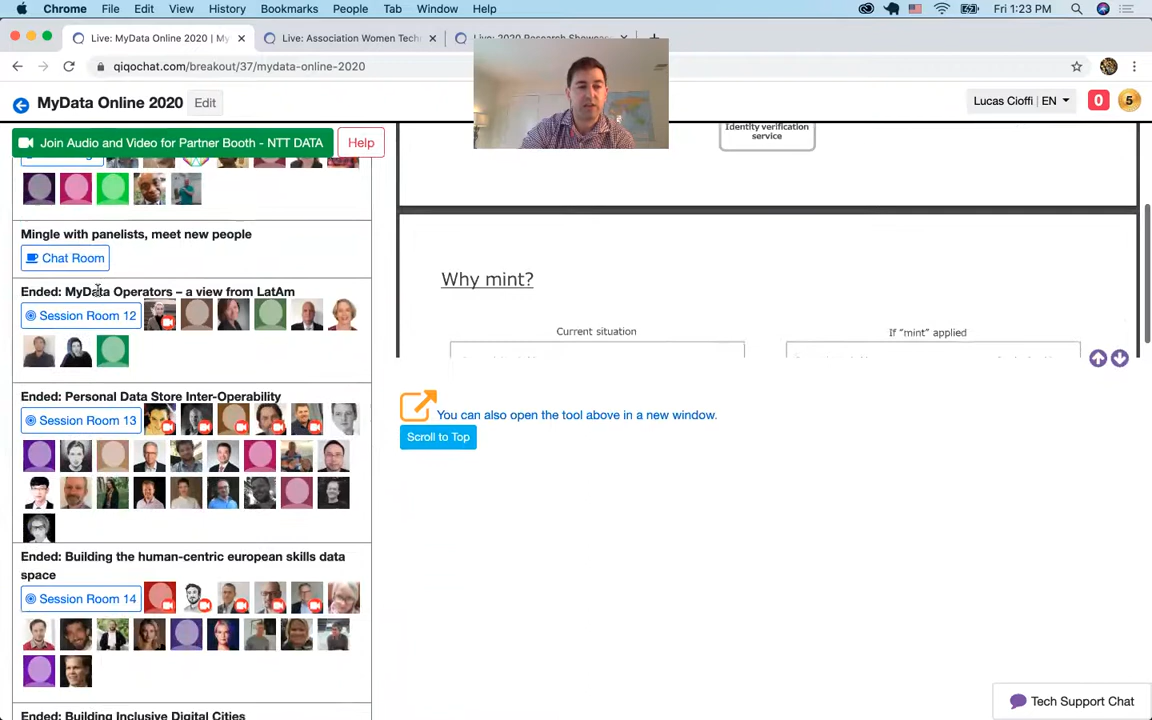 Chrome File Edit View History Bookmarks People Tab Window Help Fri 1:23 PM
Live: MyData Online 2020 | My Live: Association Women Tech Live: 2020 Research Showcase
qiqochat.com/breakout/37/mydata-online-2020
MyData Online 2020 Edit Lucas Cioffi | EN 0 5
Join Audio and Video for Partner Booth - NTT DATA Help
Identity verification
service
Mingle with panelists, meet new people
Chat Room
Ended: MyData Operators – a view from LatAm
Session Room 12
Why mint?
Current situation If "mint" applied
Ended: Personal Data Store Inter-Operability
Session Room 13
You can also open the tool above in a new window.
Scroll to Top
Ended: Building the human-centric european skills data
space
Session Room 14
Ended: Building Inclusive Digital Cities
Tech Support Chat